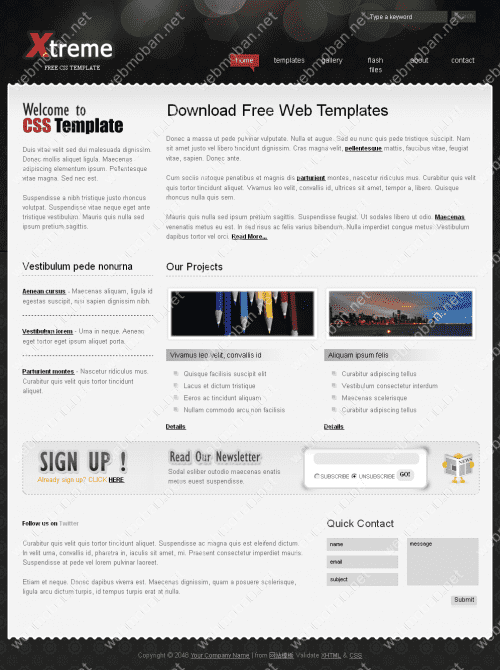 Type a keyword
Xtreme
FREE CSS TEMPLATE
home templates gallery flash files about contact
Welcome to
CSS Template
Duis vitae velit sed dui malesuada dignissim.
Donec mollis aliquet ligula. Maecenas
adipiscing elementum ipsum. Pellentesque
vitae magna. Sed nec est.
Suspendisse a nibh tristique justo rhoncus
volutpat. Suspendisse vitae neque eget ante
tristique vestibulum. Mauris quis nulla sed
ipsum pretium sagittis.
Download Free Web Templates
Donec a massa ut pede pulvinar vulputate. Nulla et augue. Sed eu nunc quis pede tristique suscipit. Nam
sit amet justo vel libero tincidunt dignissim. Cras magna velit, pellentesque mattis, faucibus vitae, feugiat
vitae, sapien. Donec ante.
Cum sociis natoque penatibus et magnis dis parturient montes, nascetur ridiculus mus. Curabitur quis velit
quis tortor tincidunt aliquet. Vivamus leo velit, convallis id, ultrices sit amet, tempor a, libero. Quisque
rhoncus nulla quis sem.
Mauris quis nulla sed ipsum pretium sagittis. Suspendisse feugiat. Ut sodales libero ut odio. Maecenas
venenatis metus eu est. In sed risus ac felis varius bibendum. Nulla imperdiet congue metus. Vestibulum
dapibus tortor vel orci. Read More...
Vestibulum pede nonurna
Aenean cursus - Maecenas aliquam, ligula id
egestas suscipit, nisi sapien dignissim nibh.
Vestibulum lorem - Urna in neque. Aenean
eget tortor eget ipsum aliquet porta.
Parturient montes - Nascetur ridiculus mus.
Curabitur quis velit quis tortor tincidunt
aliquet.
Our Projects
Vivamus leo velit, convallis id
Quisque facilisis suscipit elit
Lacus et dictum tristique
Eeros ac tincidunt aliquam
Nullam commodo arcu non facilisis
Details
Aliquam ipsum felis
Curabitur adipiscing tellus
Vestibulum consectetur interdum
Maecenas scelerisque
Curabitur adipiscing tellus
Details
SIGN UP !
Already sign up? CLICK HERE
Read Our Newsletter
Sodal estliber outodio maecenas enatis
metus euest suspendisse.
SUBSCRIBE UNSUBSCRIBE GO!
NEWS
Follow us on Twitter
Curabitur quis velit quis tortor tincidunt aliquet. Suspendisse ac magna quis est eleifend dictum.
In velit urna, convallis id, pharetra in, iaculis sit amet, mi. Praesent consectetur imperdiet mauris.
Suspendisse at pede vel lorem pulvinar laoreet.
Etiam et neque. Donec dapibus viverra est. Maecenas dignissim, quam a posuere scelerisque,
ligula arcu dictum turpis, id tempus turpis erat at nulla.
Quick Contact
name
email
subject
message
Submit
Copyright © 2048 Your Company Name | from 网站模板 Validate XHTML & CSS
www.webmoban.net